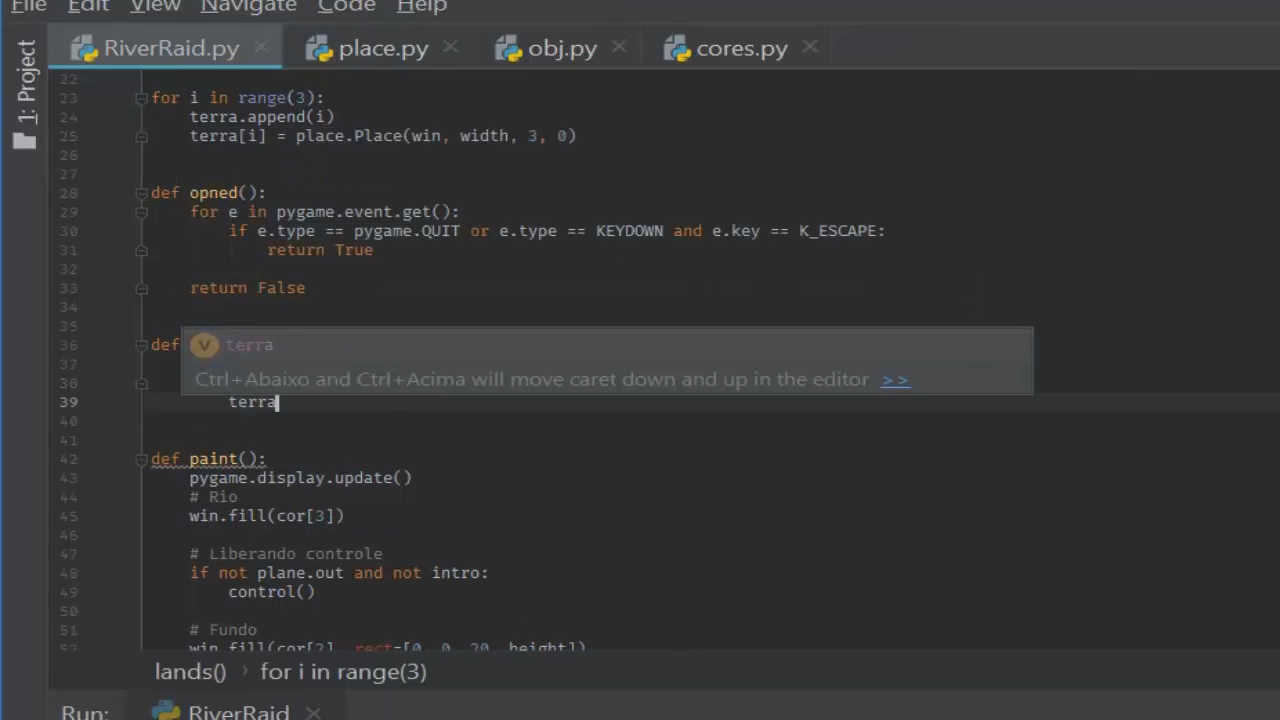 File Edit View Navigate Code Help
RiverRaid.py place.py obj.py cores.py
1: Project
22
23 for i in range(3):
24 terra.append(i)
25 terra[i] = place.Place(win, width, 3, 0)
26
27
28 def opned():
29 for e in pygame.event.get():
30 if e.type == pygame.QUIT or e.type == KEYDOWN and e.key == K_ESCAPE:
31 return True
32
33 return False
34
35
36 def
terra
37
Ctrl+Abaixo and Ctrl+Acima will move caret down and up in the editor >>
38
39 terra
40
41
42 def paint():
43 pygame.display.update()
44 # Rio
45 win.fill(cor[3])
46
47 # Liberando controle
48 if not plane.out and not intro:
49 control()
50
51 # Fundo
52 win.fill(cor[2], rect=[0, 0, 20, height])
lands() › for i in range(3)
Run: RiverRaid